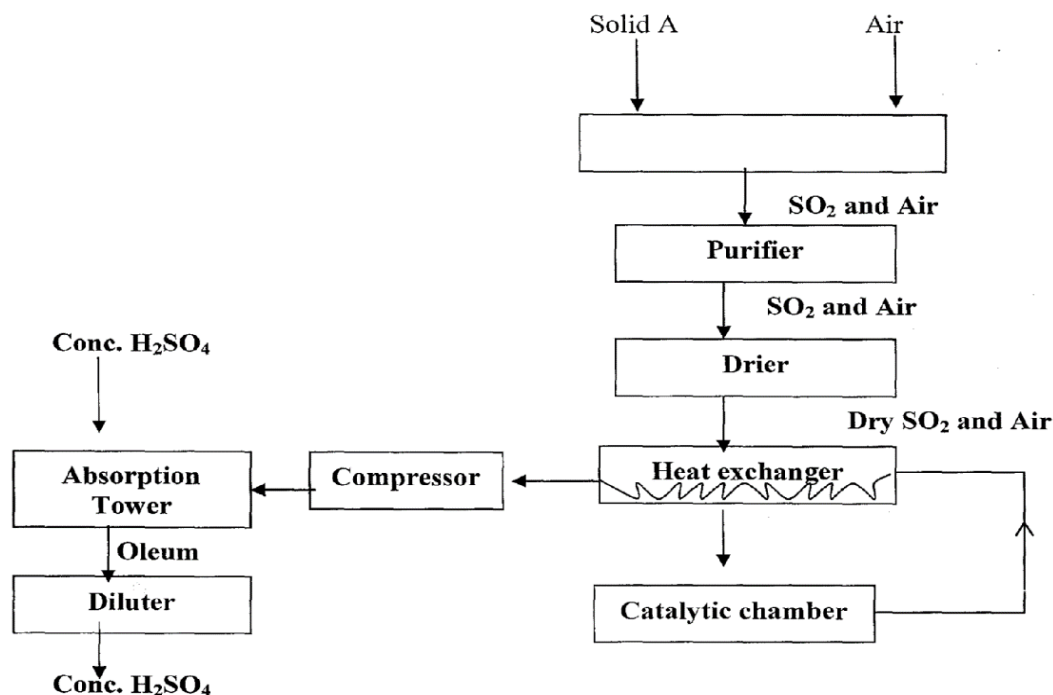 Solid A
Air
SO₂ and Air
Purifier
SO₂ and Air
Drier
Dry SO₂ and Air
Heat exchanger
Catalytic chamber
Compressor
Conc. H₂SO₄
Absorption
Tower
Oleum
Diluter
Conc. H₂SO₄